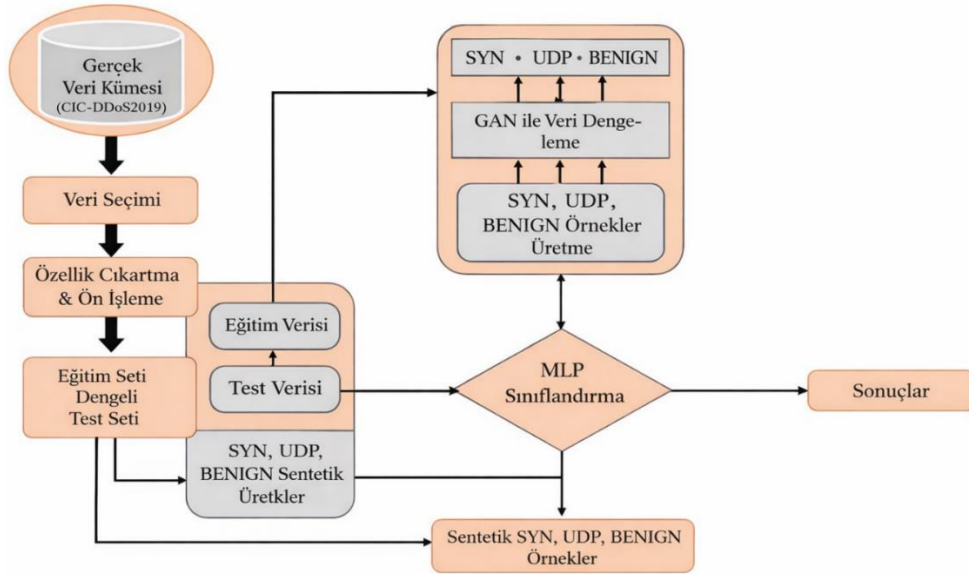 Gerçek
Veri Kümesi
(CIC-DDoS2019)
Veri Seçimi
Özellik Cıkartma
& Ön İşleme
Eğitim Seti
Dengeli
Test Seti
Eğitim Verisi
Test Verisi
SYN, UDP,
BENIGN Sentetik
Üretkler
SYN • UDP • BENIGN
GAN ile Veri Denge-
leme
SYN, UDP,
BENIGN Örnekler
Üretme
MLP
Sınıflandırma
Sonuçlar
Sentetik SYN, UDP, BENIGN
Örnekler